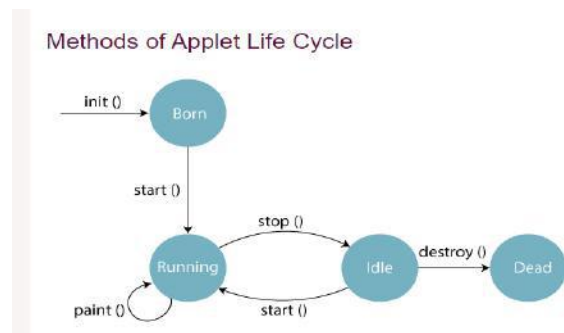 Methods of Applet Life Cycle
init ()
Born
start ()
stop ()
Running
Idle
destroy ()
Dead
paint ()
start ()